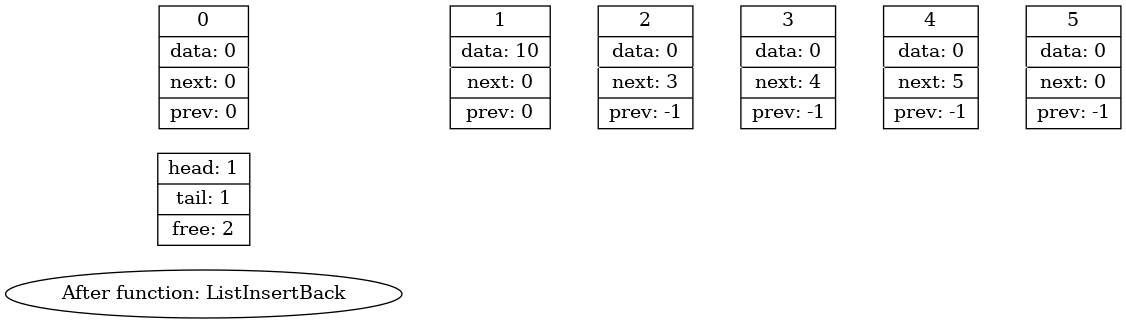 0
data: 0
next: 0
prev: 0
1
data: 10
next: 0
prev: 0
2
data: 0
next: 3
prev: -1
3
data: 0
next: 4
prev: -1
4
data: 0
next: 5
prev: -1
5
data: 0
next: 0
prev: -1
head: 1
tail: 1
free: 2
After function: ListInsertBack